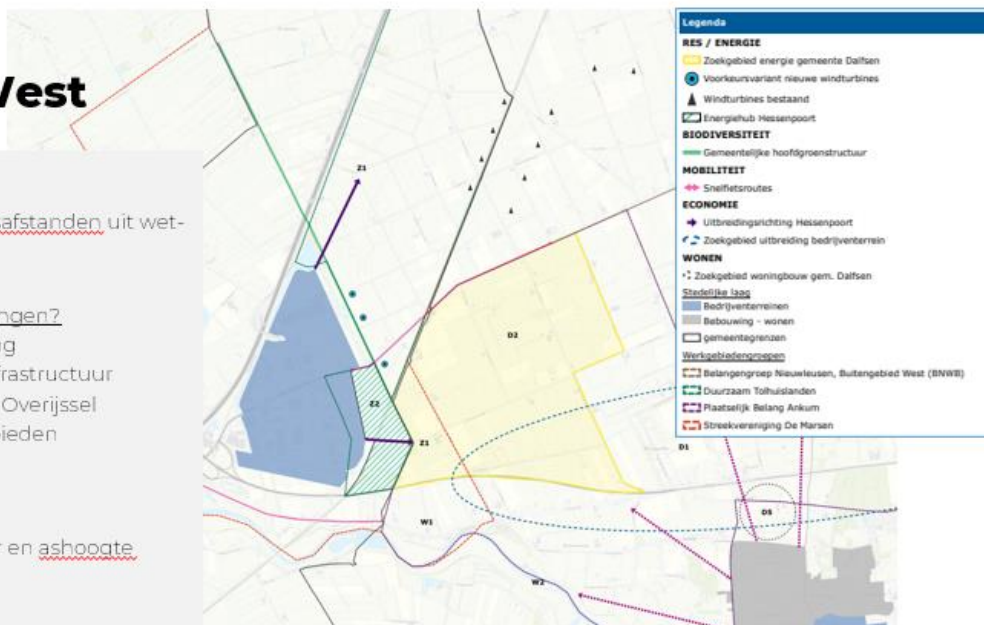 Vest
safstanden uit wet-
ngen?
g
frastructuur
Overijssel
ieden
r en ashoogte
Z1
D2
Z2
Z1
W1
W2
D1
D5
Legenda
RES / ENERGIE
Zoekgebied energie gemeente Dalfsen
Voorkeursvariant nieuwe windturbines
Windturbines bestaand
Energiehub Hessenpoort
BIODIVERSITEIT
Gemeentelijke hoofdgroenstructuur
MOBILITEIT
Snelfietsroutes
ECONOMIE
Uitbreidingsrichting Hessenpoort
Zoekgebied uitbreiding bedrijventerrein
WONEN
Zoekgebied woningbouw gem. Dalfsen
Stedelijke laag
Bedrijventerreinen
Bebouwing - wonen
gemeentegrenzen
Werkgebiedengroepen
Belangengroep Nieuwleusen, Buitengebied West (BNWB)
Duurzaam Tolhuislanden
Plaatselijk Belang Ankum
Streekvereniging De Marsen